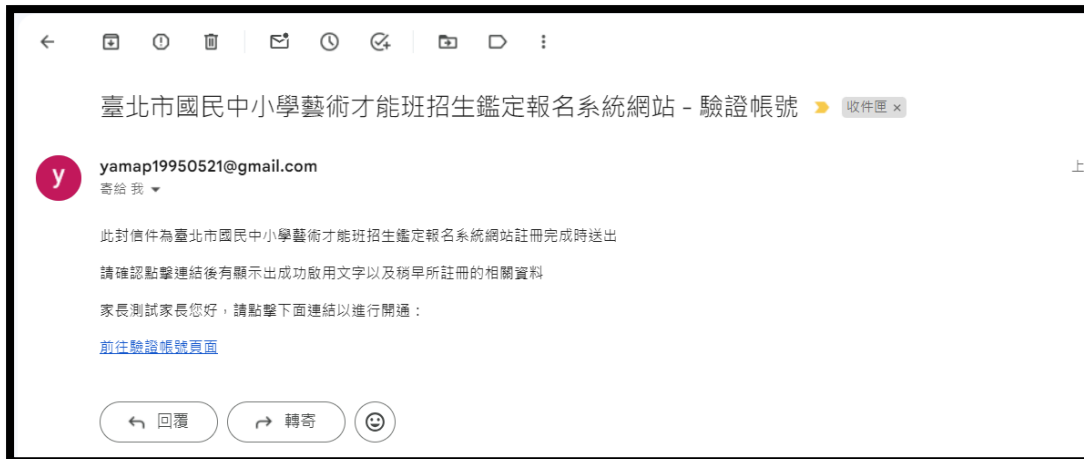 臺北市國民中小學藝術才能班招生鑑定報名系統網站 - 驗證帳號 收件匣 ×
y
yamap19950521@gmail.com 上
寄給 我
此封信件為臺北市國民中小學藝術才能班招生鑑定報名系統網站註冊完成時送出
請確認點擊連結後有顯示出成功啟用文字以及稍早所註冊的相關資料
家長測試家長您好，請點擊下面連結以進行開通：
前往驗證帳號頁面
回覆 轉寄